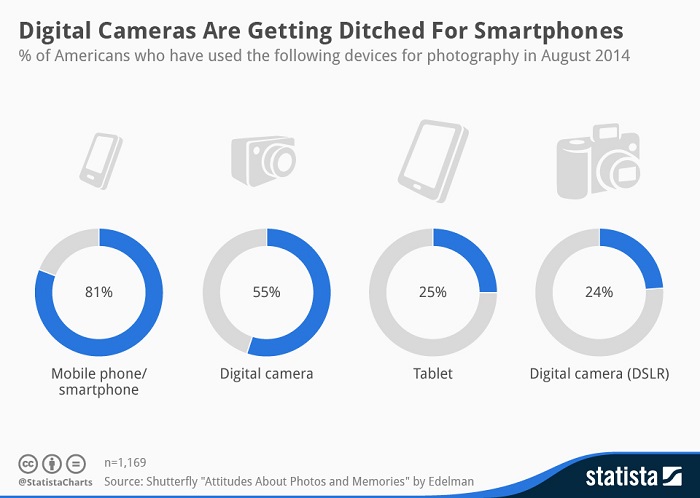 Digital Cameras Are Getting Ditched For Smartphones
% of Americans who have used the following devices for photography in August 2014
81%
55%
25%
24%
Mobile phone/
smartphone
Digital camera
Tablet
Digital camera (DSLR)
cc
n=1,169
@StatistaCharts
Source: Shutterfly "Attitudes About Photos and Memories" by Edelman
statista